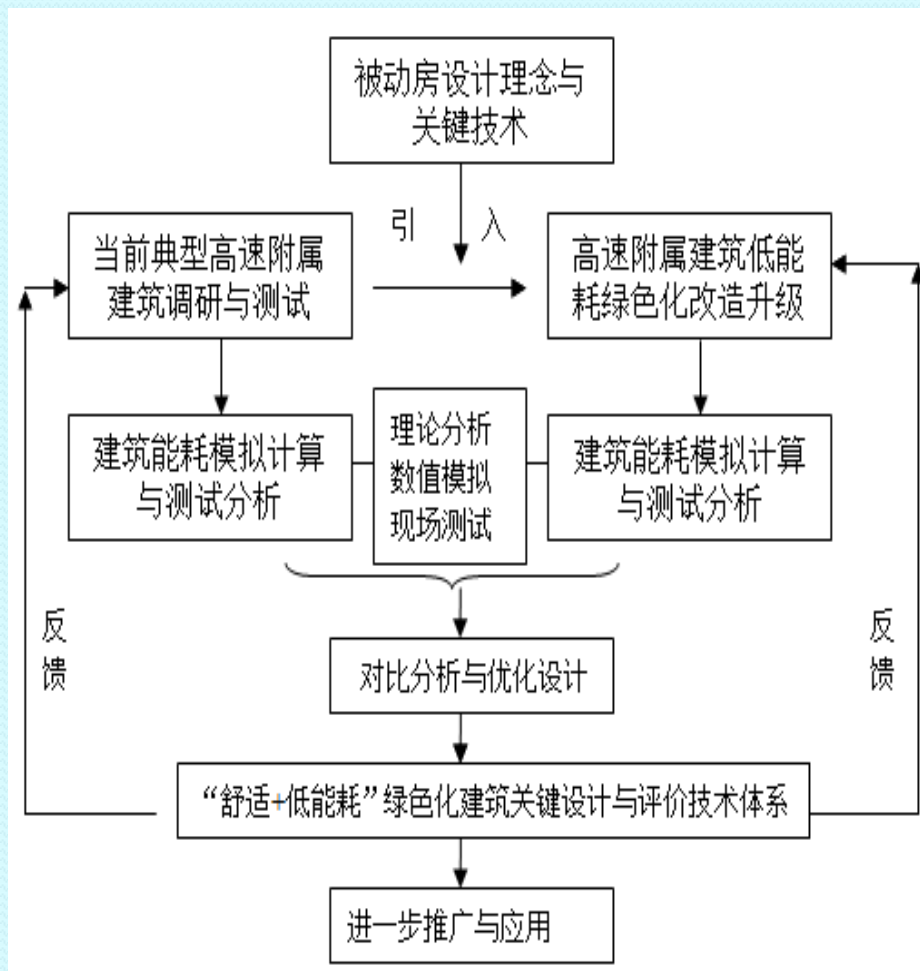 被动房设计理念与
关键技术
引 入
当前典型高速附属
建筑调研与测试
高速附属建筑低能
耗绿色化改造升级
建筑能耗模拟计算
与测试分析
理论分析
数值模拟
现场测试
建筑能耗模拟计算
与测试分析
反
馈
反
馈
对比分析与优化设计
“舒适+低能耗”绿色化建筑关键设计与评价技术体系
进一步推广与应用